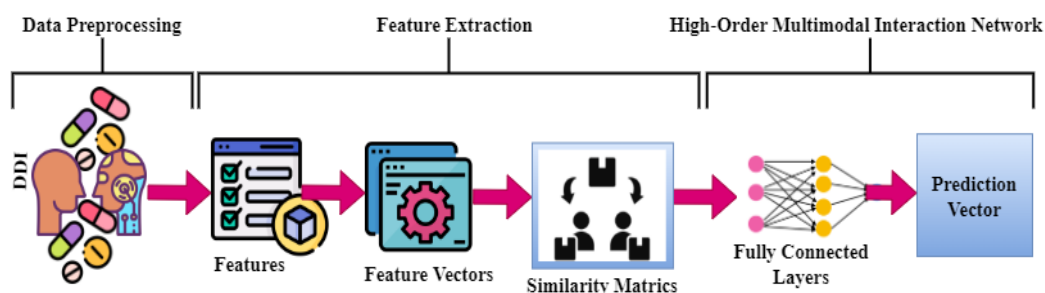 Data Preprocessing
Feature Extraction
High-Order Multimodal Interaction Network
DDI
Features
Feature Vectors
Similarity Matrics
Fully Connected
Layers
Prediction
Vector